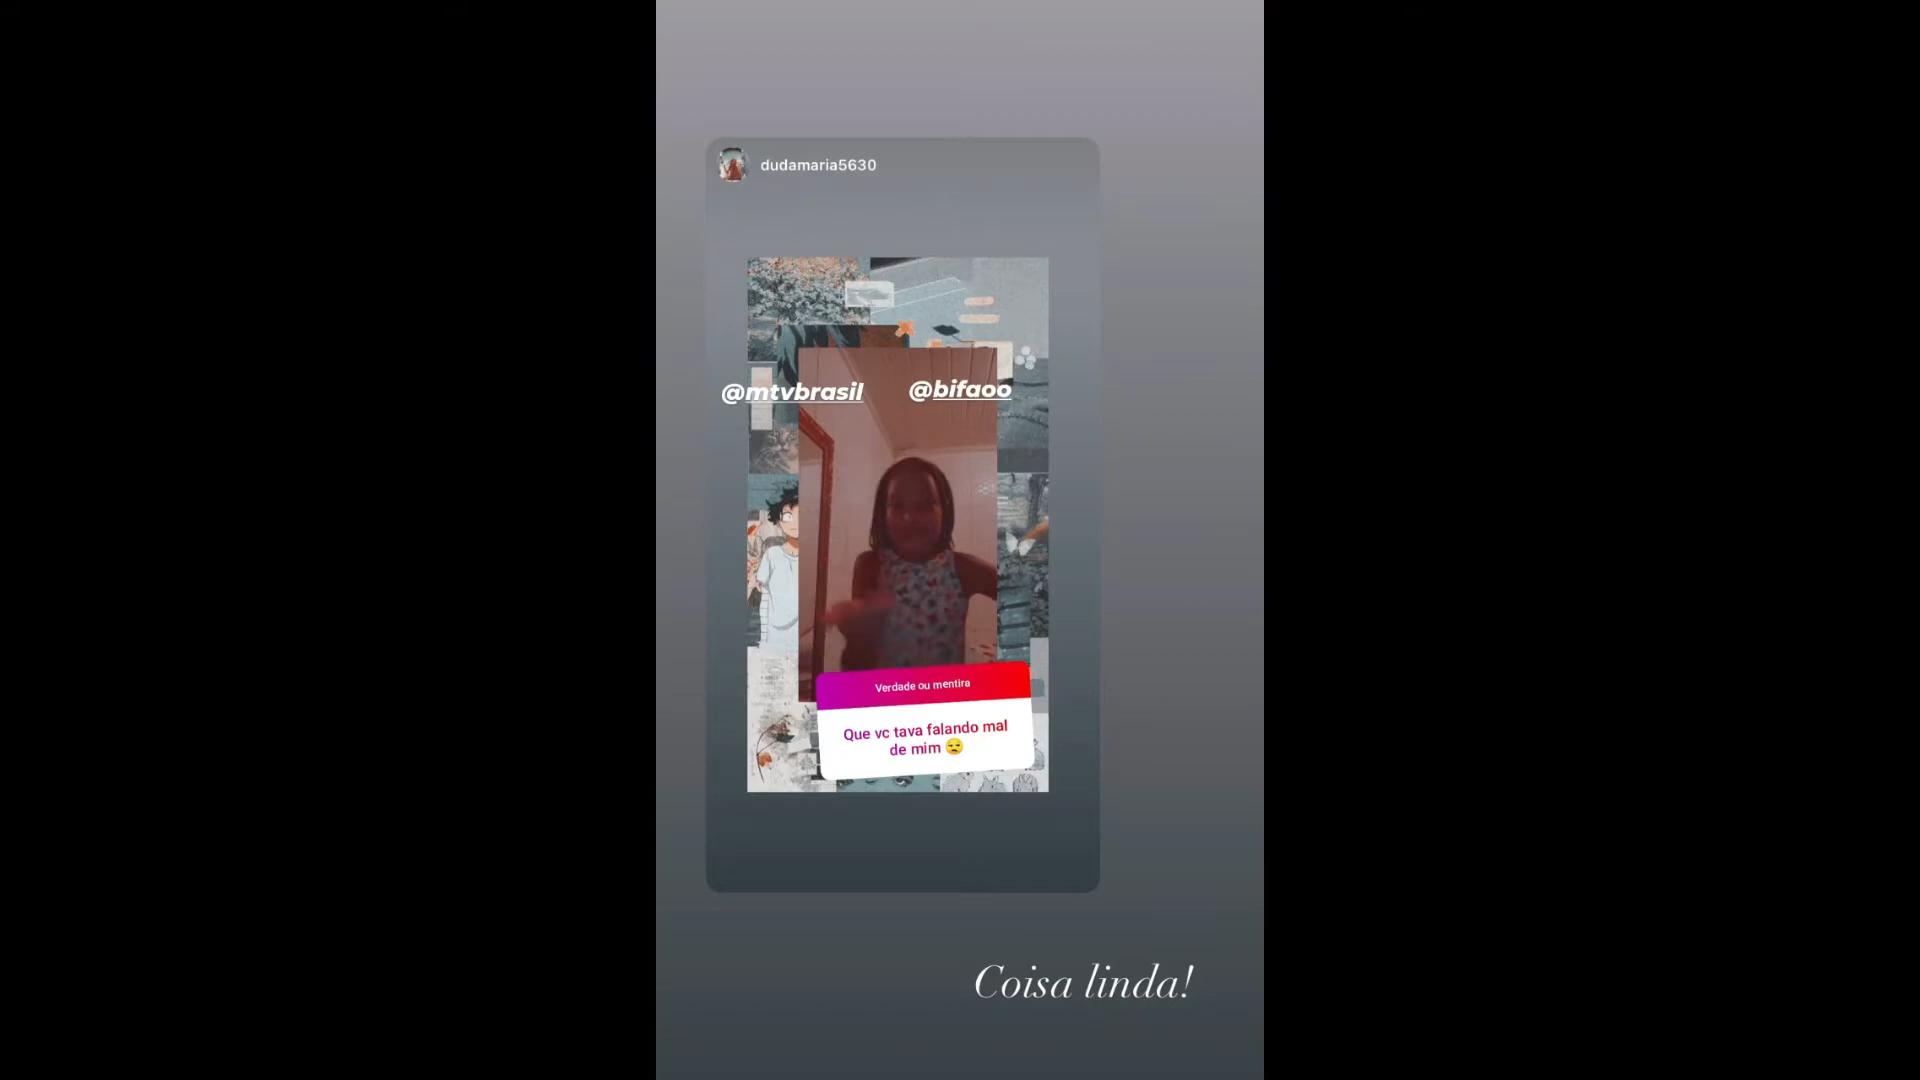 dudamaria5630
@mtvbrasil
@bifaoo
Verdade ou mentira
Que vc tava falando mal
de mim 😪
Coisa linda!